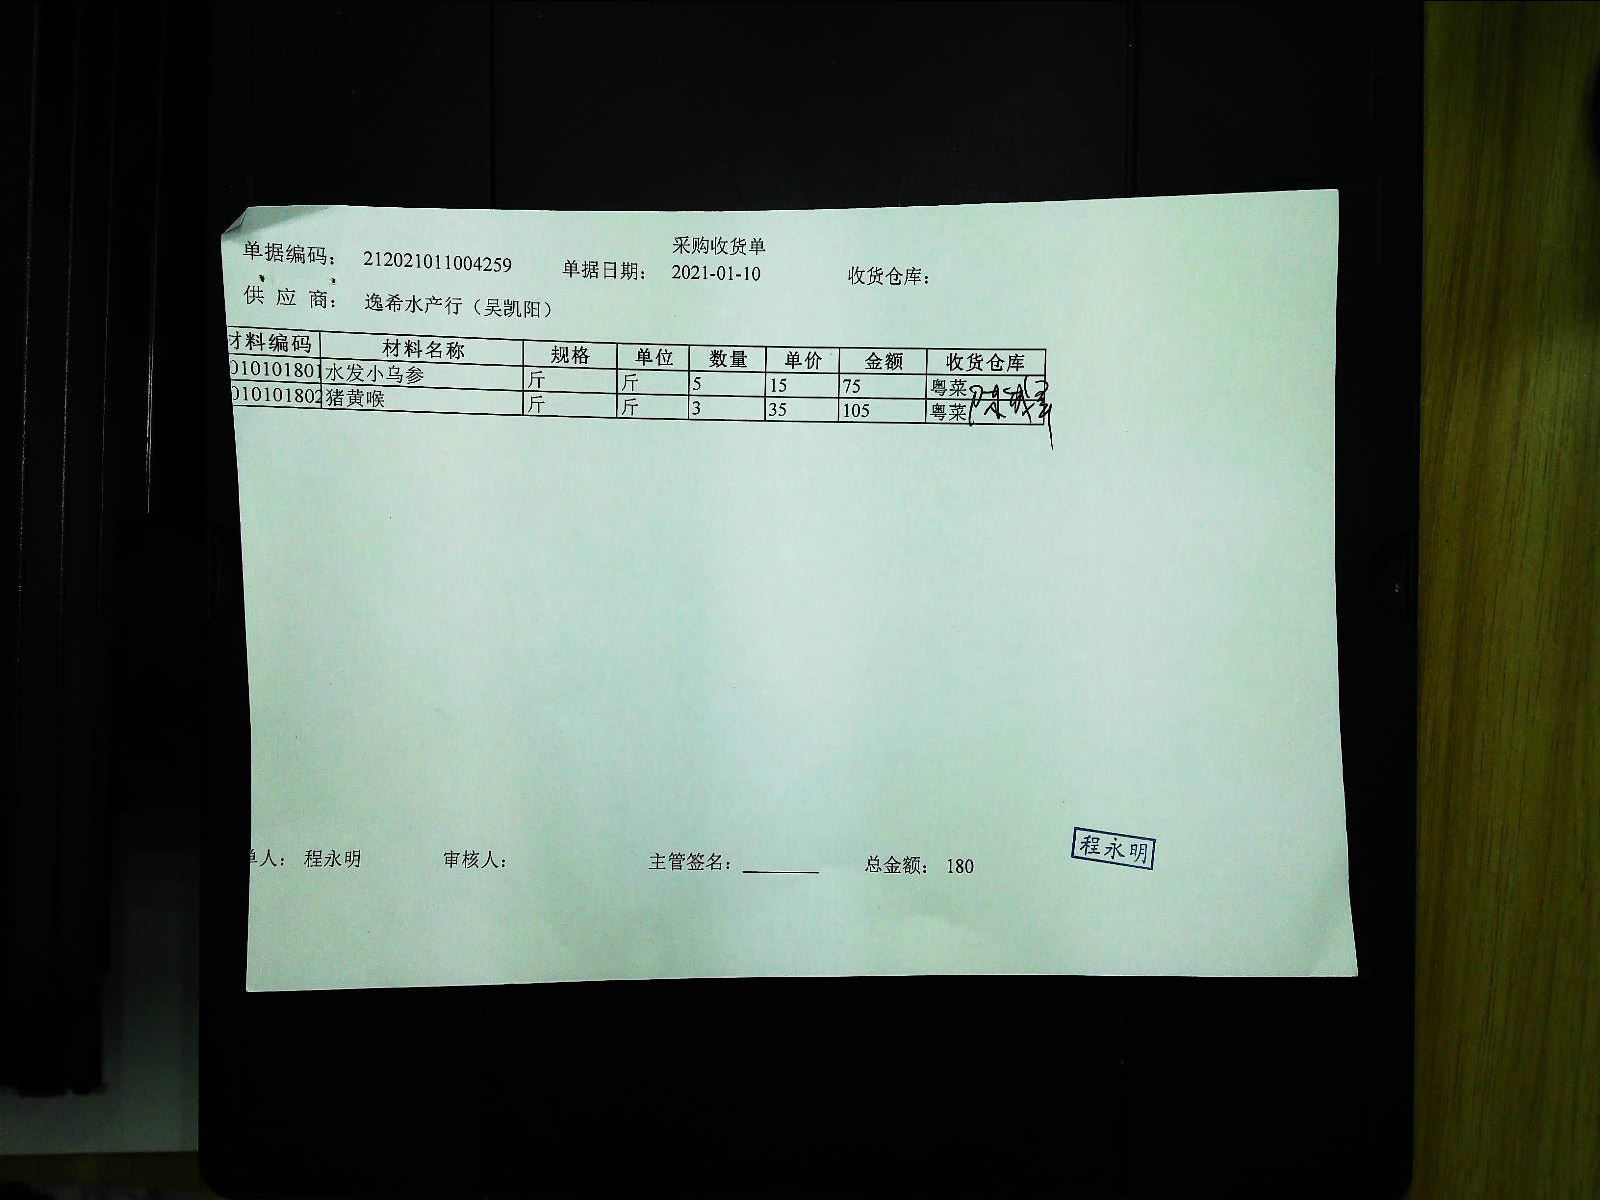 采购收货单
单据编码： 212021011004259 单据日期： 2021-01-10 收货仓库：
供 应 商： 逸希水产行（吴凯阳）
材料编码 材料名称 规格 单位 数量 单价 金额 收货仓库
010101801 水发小乌参 斤 斤 5 15 75 粤菜
010101802 猪黄喉 斤 斤 3 35 105 粤菜
单人： 程永明 审核人： 主管签名： 总金额： 180
程永明